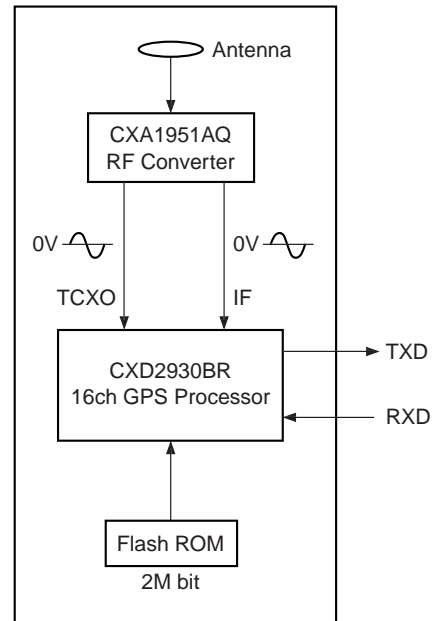 Antenna
CXA1951AQ
RF Converter
0V
0V
TCXO
IF
CXD2930BR
16ch GPS Processor
TXD
RXD
Flash ROM
2M bit